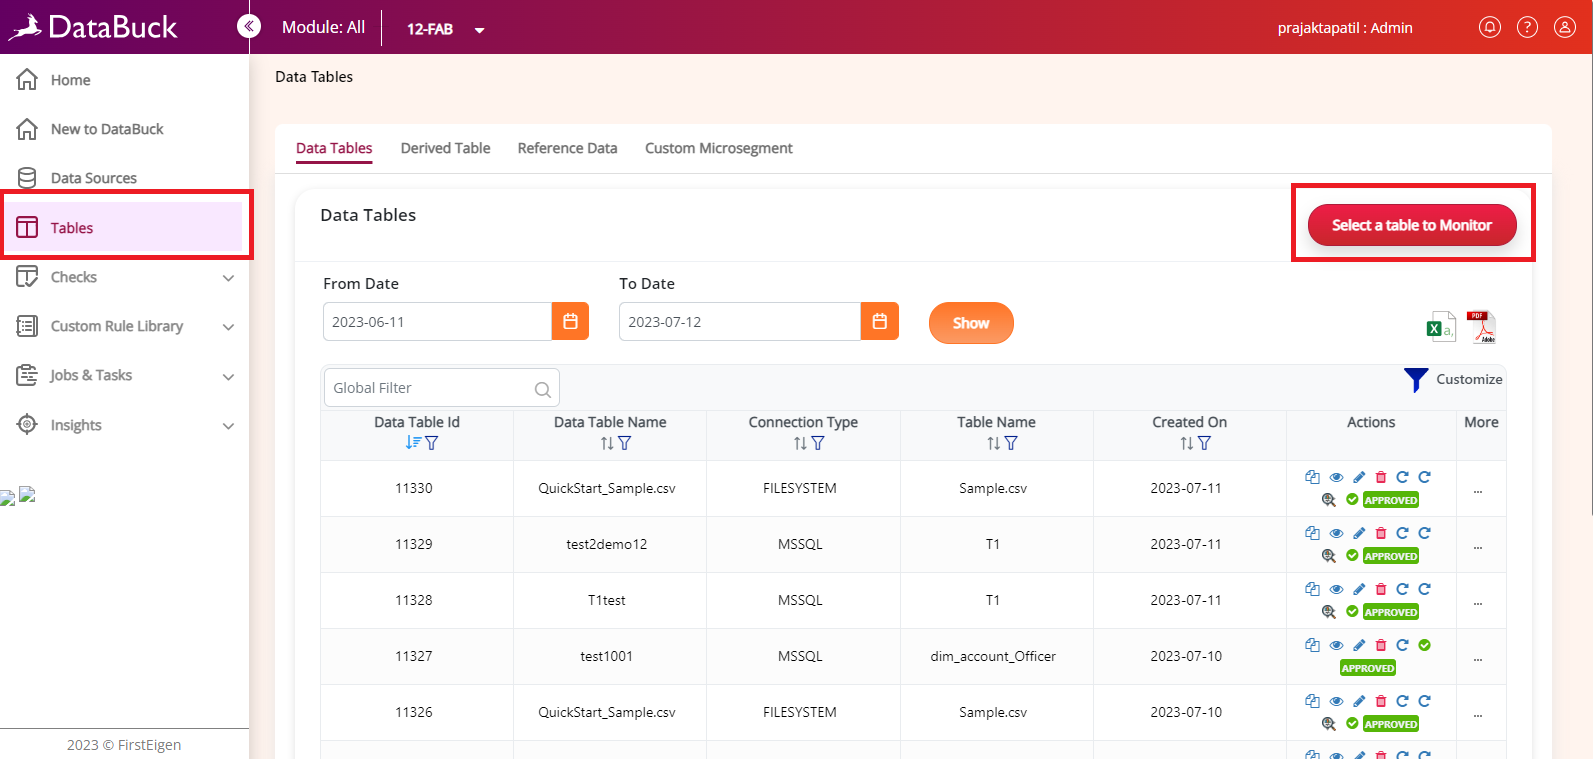 DataBuck
Module: All
12-FAB
prajaktapatil : Admin
Home
New to DataBuck
Data Sources
Tables
Checks
Custom Rule Library
Jobs & Tasks
Insights
2023 © FirstEigen
Data Tables
Data Tables Derived Table Reference Data Custom Microsegment
Data Tables
Select a table to Monitor
From Date To Date
2023-06-11 2023-07-12 Show
X a,
PDF
Adobe
Global Filter
Customize
Data Table Id Data Table Name Connection Type Table Name Created On Actions More
11330 QuickStart_Sample.csv FILESYSTEM Sample.csv 2023-07-11 ...
APPROVED
11329 test2demo12 MSSQL T1 2023-07-11 ...
APPROVED
11328 T1test MSSQL T1 2023-07-11 ...
APPROVED
11327 test1001 MSSQL dim_account_Officer 2023-07-10 ...
APPROVED
11326 QuickStart_Sample.csv FILESYSTEM Sample.csv 2023-07-10 ...
APPROVED